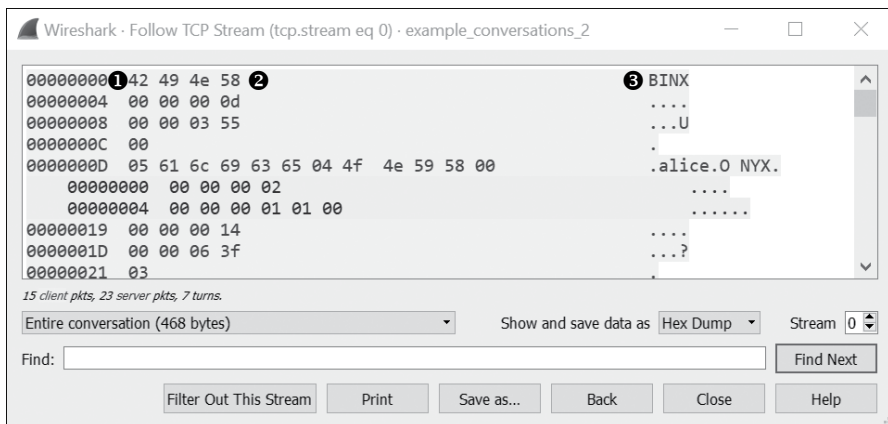 Wireshark · Follow TCP Stream (tcp.stream eq 0) · example_conversations_2
00000000 ❶ 42 49 4e 58 ❷ ❸ BINX
00000004 00 00 00 0d ....
00000008 00 00 03 55 ...U
0000000C 00 .
0000000D 05 61 6c 69 63 65 04 4f 4e 59 58 00 .alice.O NYX.
00000000 00 00 00 02 ....
00000004 00 00 00 01 01 00 ......
00000019 00 00 00 14 ....
0000001D 00 00 06 3f ...?
00000021 03 .
15 client pkts, 23 server pkts, 7 turns.
Entire conversation (468 bytes) Show and save data as Hex Dump Stream 0
Find: Find Next
Filter Out This Stream Print Save as... Back Close Help